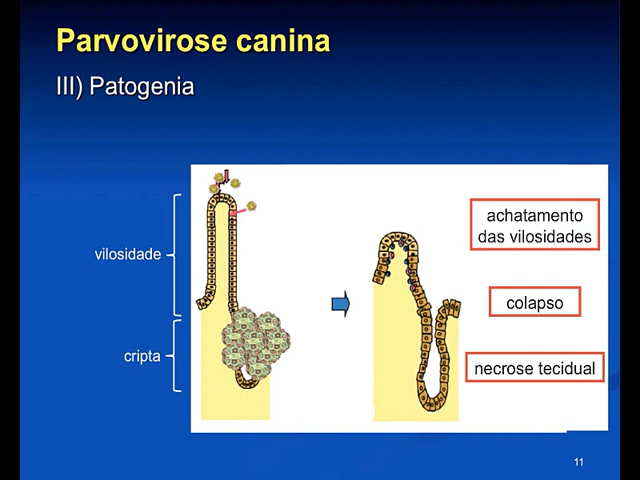 Parvovirose canina
III) Patogenia
vilosidade
cripta
achatamento
das vilosidades
colapso
necrose tecidual
11